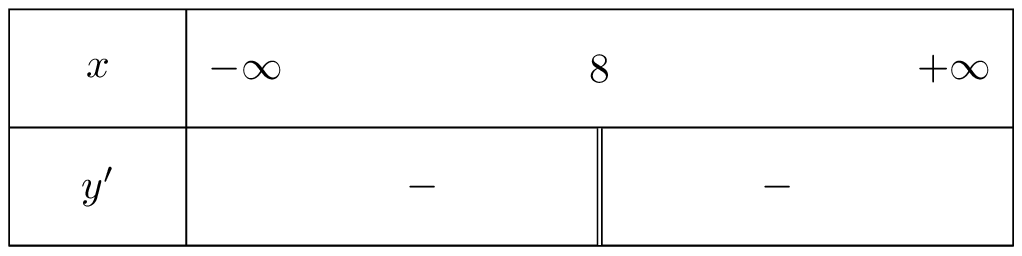 x −∞ 8 +∞
y′ − −